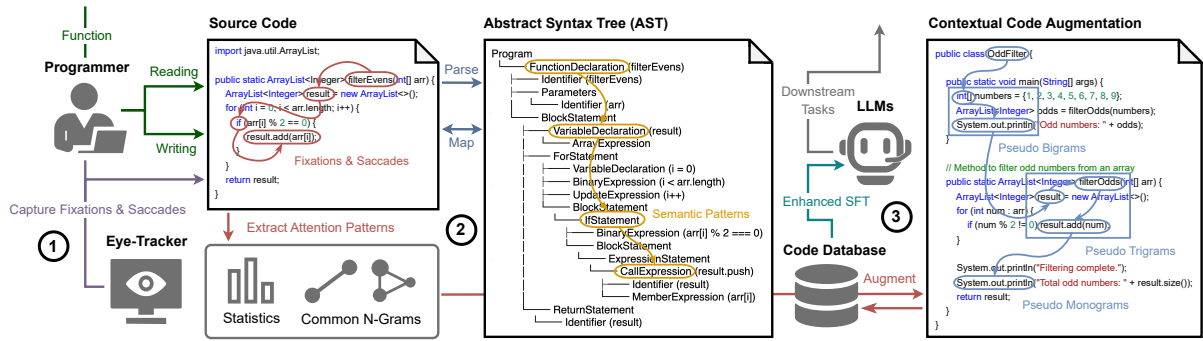 Function
Programmer
Reading
Writing
Capture Fixations & Saccades
1
Eye-Tracker
Source Code
import java.util.ArrayList;
public static ArrayList<Integer> filterEvens(int[] arr) {
ArrayList<Integer> result = new ArrayList<>();
for (int i = 0; i < arr.length; i++) {
if (arr[i] % 2 == 0) {
result.add(arr[i]);
}
Fixations & Saccades
}
return result;
}
Extract Attention Patterns
Statistics
Common N-Grams
2
Parse
Map
Abstract Syntax Tree (AST)
Program
FunctionDeclaration (filterEvens)
Identifier (filterEvens)
Parameters
Identifier (arr)
BlockStatement
VariableDeclaration (result)
ArrayExpression
ForStatement
VariableDeclaration (i = 0)
BinaryExpression (i < arr.length)
UpdateExpression (i++)
BlockStatement
IfStatement
Semantic Patterns
BinaryExpression (arr[i] % 2 === 0)
BlockStatement
ExpressionStatement
CallExpression (result.push)
Identifier (result)
MemberExpression (arr[i])
ReturnStatement
Identifier (result)
Downstream
Tasks
LLMs
Enhanced SFT
3
Code Database
Augment
Contextual Code Augmentation
public class OddFilter {
public static void main(String[] args) {
int[] numbers = {1, 2, 3, 4, 5, 6, 7, 8, 9};
ArrayList<Integer> odds = filterOdds(numbers);
System.out.println("Odd numbers: " + odds);
}
Pseudo Bigrams
// Method to filter odd numbers from an array
public static ArrayList<Integer> filterOdds(int[] arr) {
ArrayList<Integer> result = new ArrayList<>();
for (int num : arr) {
if (num % 2 != 0) result.add(num);
}
Pseudo Trigrams
System.out.println("Filtering complete.");
System.out.println("Total odd numbers: " + result.size());
return result;
Pseudo Monograms
}
}